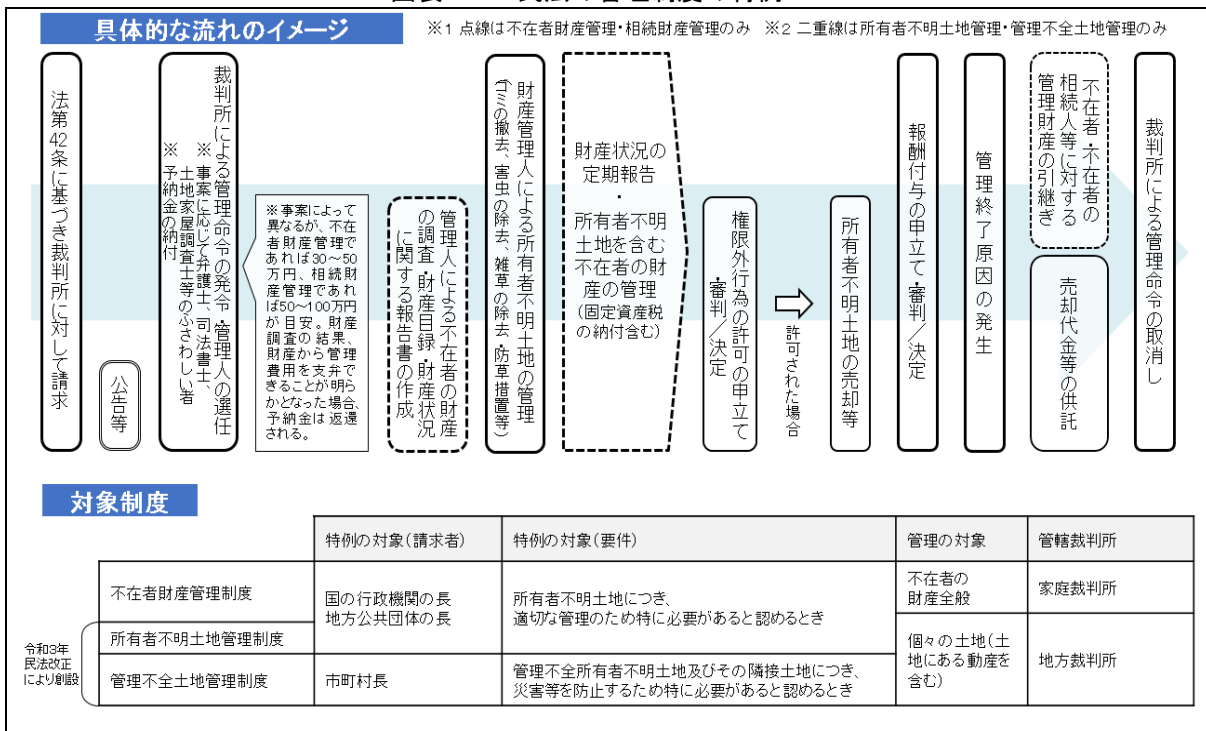 具体的な流れのイメージ
※1 点線は不在者財産管理・相続財産管理のみ ※2 二重線は所有者不明土地管理・管理不全土地管理のみ
法第42条に基づき裁判所に対して請求
公告等
裁判所による管理命令の発令・管理人の選任
※事案に応じて弁護士、司法書士、
土地家屋調査士等のふさわしい者
※ 予納金の納付
※事案によって
異なるが、不在
者財産管理で
あれば30~50
万円、相続財
産管理であれ
ば50~100万円
が目安。財産
調査の結果、
財産から管理
費用を支弁で
きることが明ら
かとなった場合、
予納金は返還
される。
管理人による不在者の財産
の調査・財産目録・財産状況
に関する報告書の作成
財産管理人による所有者不明土地の管理
(ゴミの撤去、害虫の除去、雑草の除去・防草措置等)
財産状況の
定期報告
・
所有者不明
土地を含む
不在者の財
産の管理
(固定資産税
の納付含む)
権限外行為の許可の申立て
・審判/決定
許可された場合
所有者不明土地の売却等
報酬付与の申立て・審判/決定
管理終了原因の発生
不在者・不在者の
相続人等に対する
管理財産の引継ぎ
売却代金等の供託
裁判所による管理命令の取消し
対象制度
特例の対象(請求者)
特例の対象(要件)
管理の対象
管轄裁判所
不在者財産管理制度
国の行政機関の長
地方公共団体の長
所有者不明土地につき、
適切な管理のため特に必要があると認めるとき
不在者の
財産全般
家庭裁判所
令和3年
民法改正
により創設
所有者不明土地管理制度
個々の土地(土
地にある動産を
含む)
地方裁判所
管理不全土地管理制度
市町村長
管理不全所有者不明土地及びその隣接土地につき、
災害等を防止するため特に必要があると認めるとき